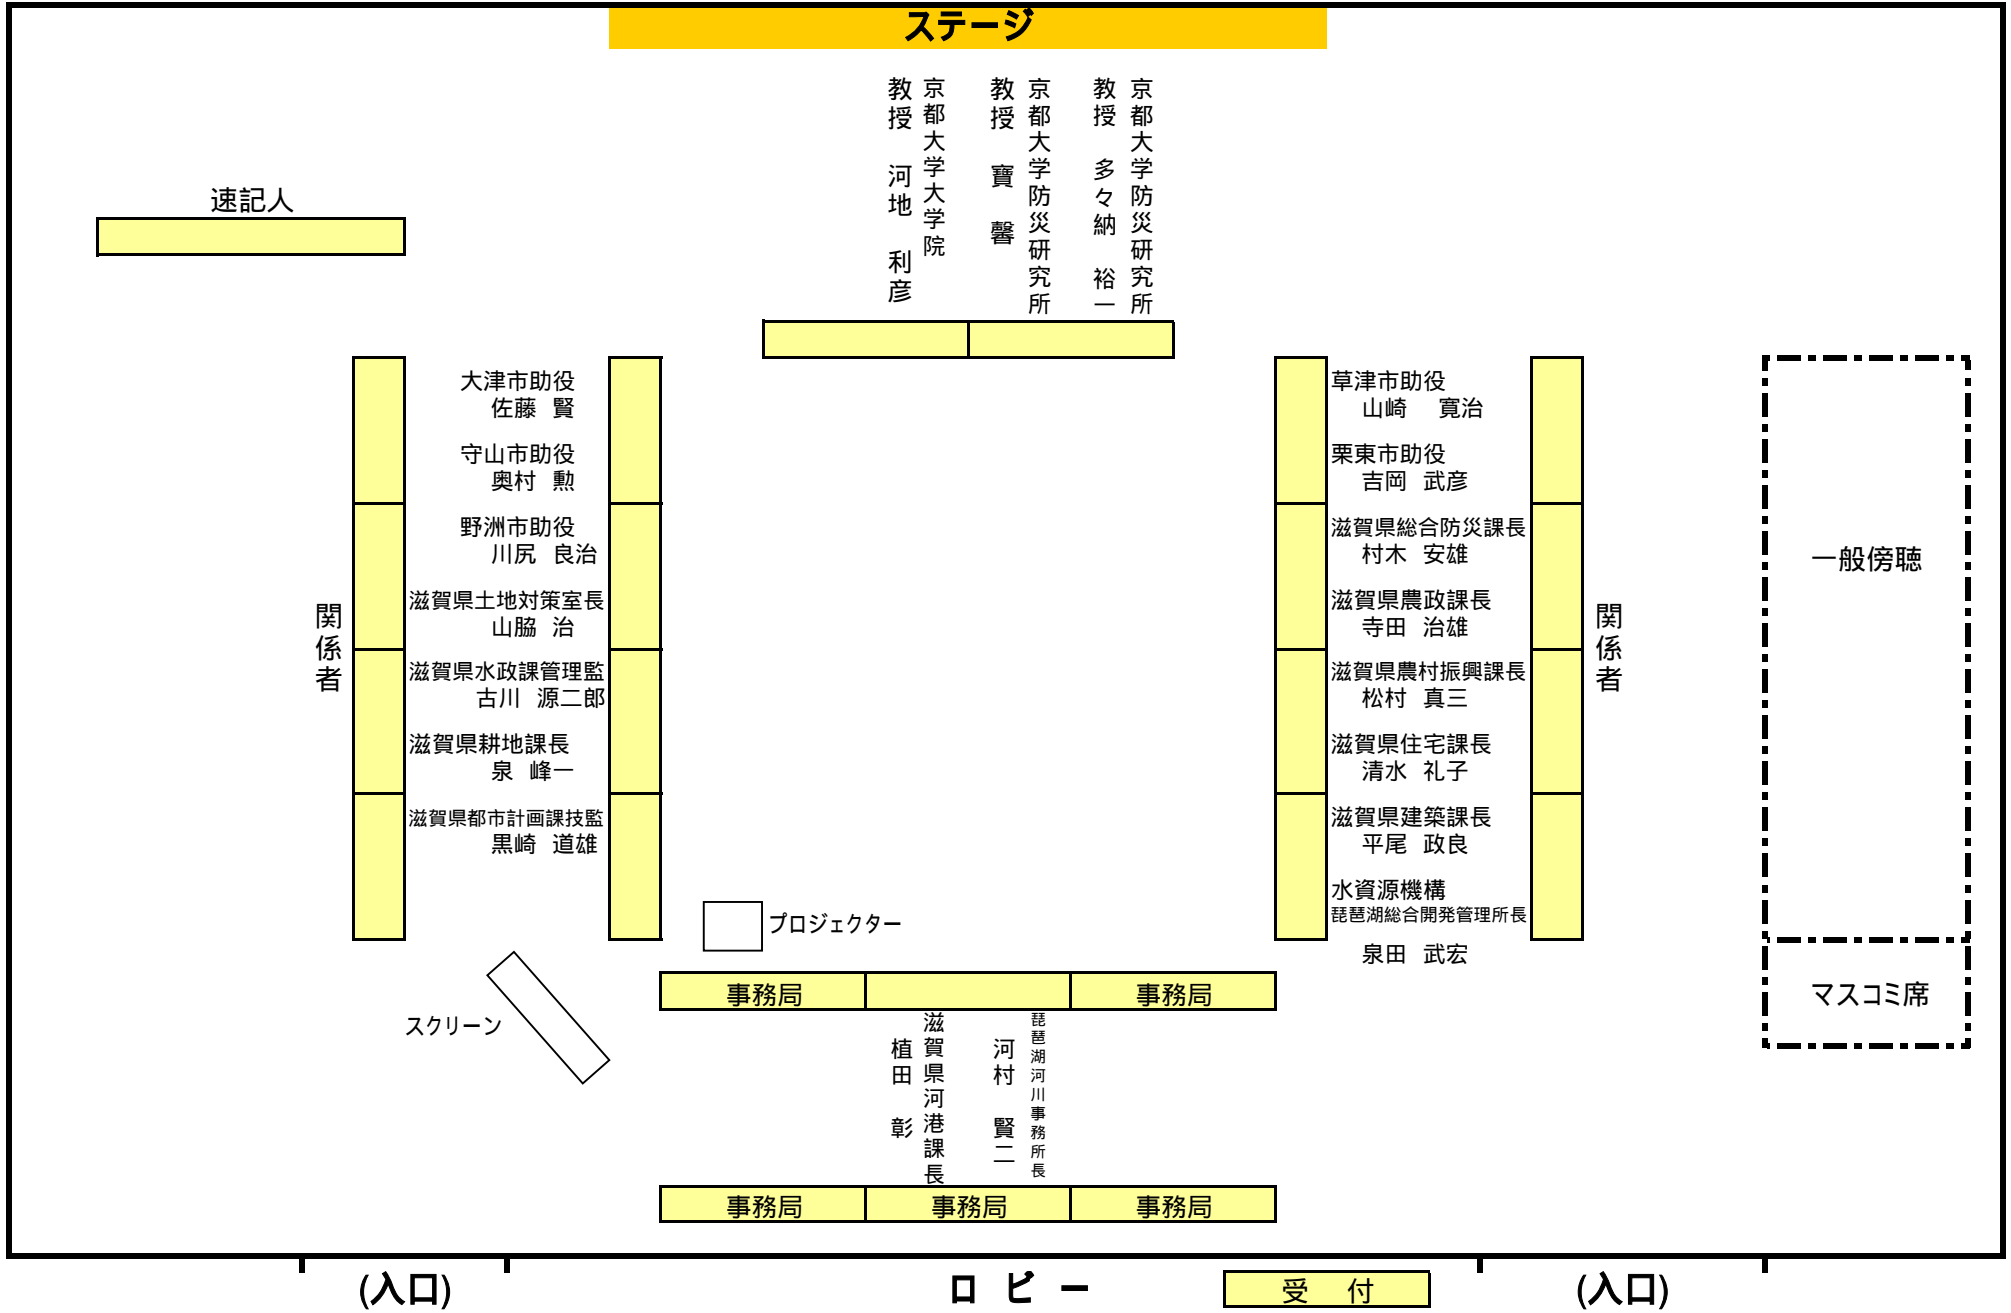 ステージ
京都大学防災研究所
教授 多々納 裕一
京都大学防災研究所
教授 寶 馨
京都大学大学院
教授 河地 利彦
速記人
大津市助役
佐藤 賢
守山市助役
奥村 勲
野洲市助役
川尻 良治
滋賀県土地対策室長
山脇 治
滋賀県水政課管理監
古川 源二郎
滋賀県耕地課長
泉 峰一
滋賀県都市計画課技監
黒崎 道雄
関係者
草津市助役
山崎 寛治
栗東市助役
吉岡 武彦
滋賀県総合防災課長
村木 安雄
滋賀県農政課長
寺田 治雄
滋賀県農村振興課長
松村 真三
滋賀県住宅課長
清水 礼子
滋賀県建築課長
平尾 政良
水資源機構
琵琶湖総合開発管理所長
泉田 武宏
関係者
一般傍聴
マスコミ席
プロジェクター
スクリーン
事務局
事務局
琵琶湖河川事務所長
河村 賢二
滋賀県河港課長
植田 彰
事務局
事務局
事務局
(入口)
ロビー
受 付
(入口)